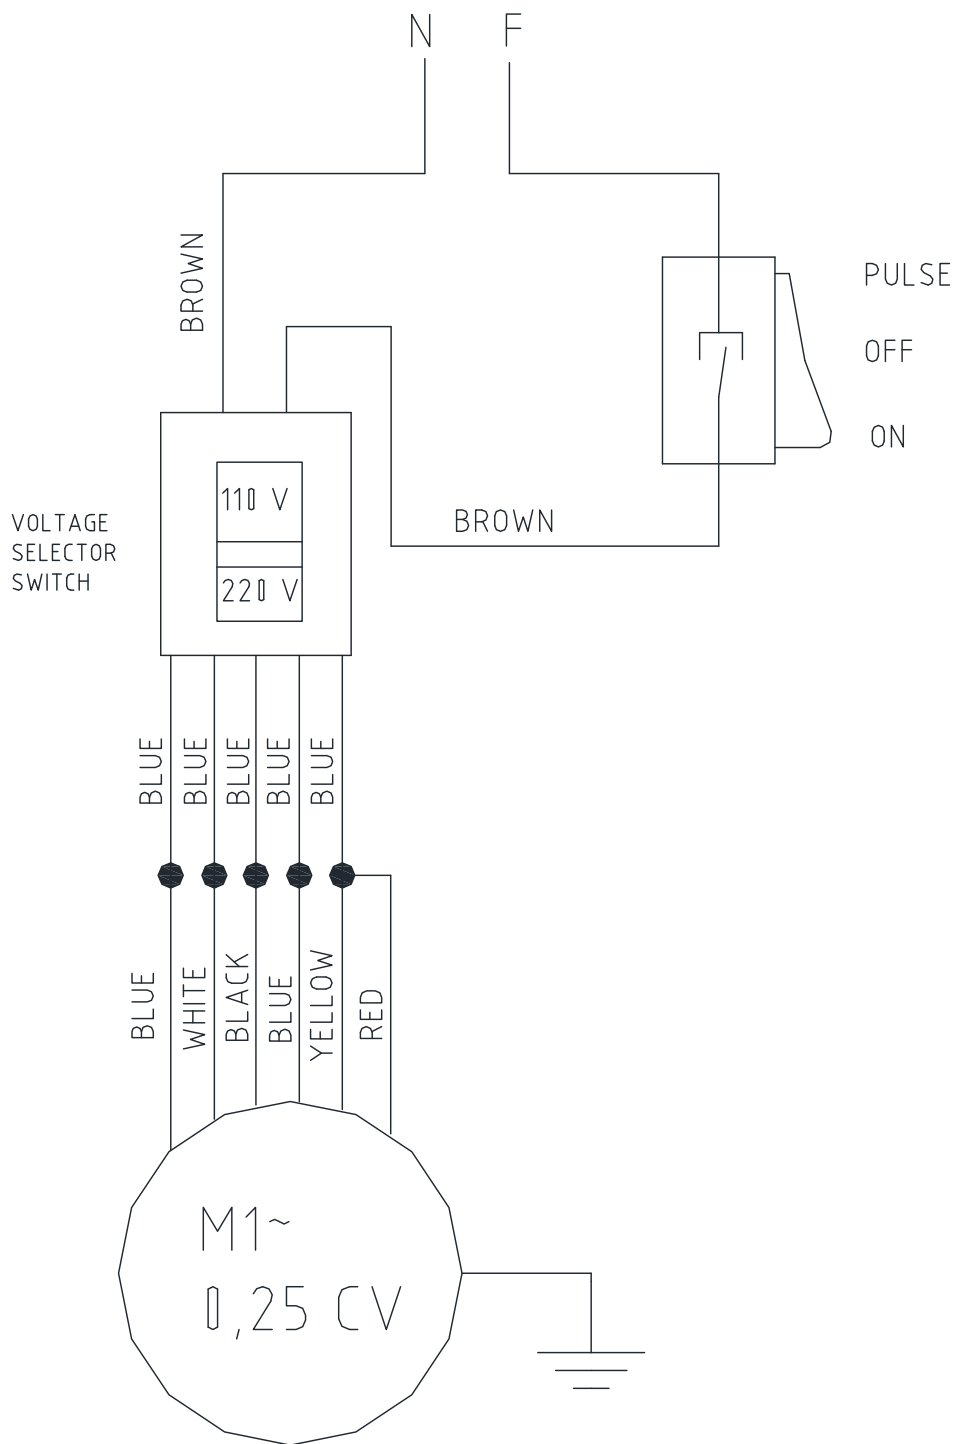 N F
BROWN
PULSE
OFF
ON
110 V
BROWN
VOLTAGE
SELECTOR
SWITCH
220 V
BLUE BLUE BLUE BLUE BLUE
BLUE WHITE BLACK BLUE YELLOW RED
M1~
0,25 CV